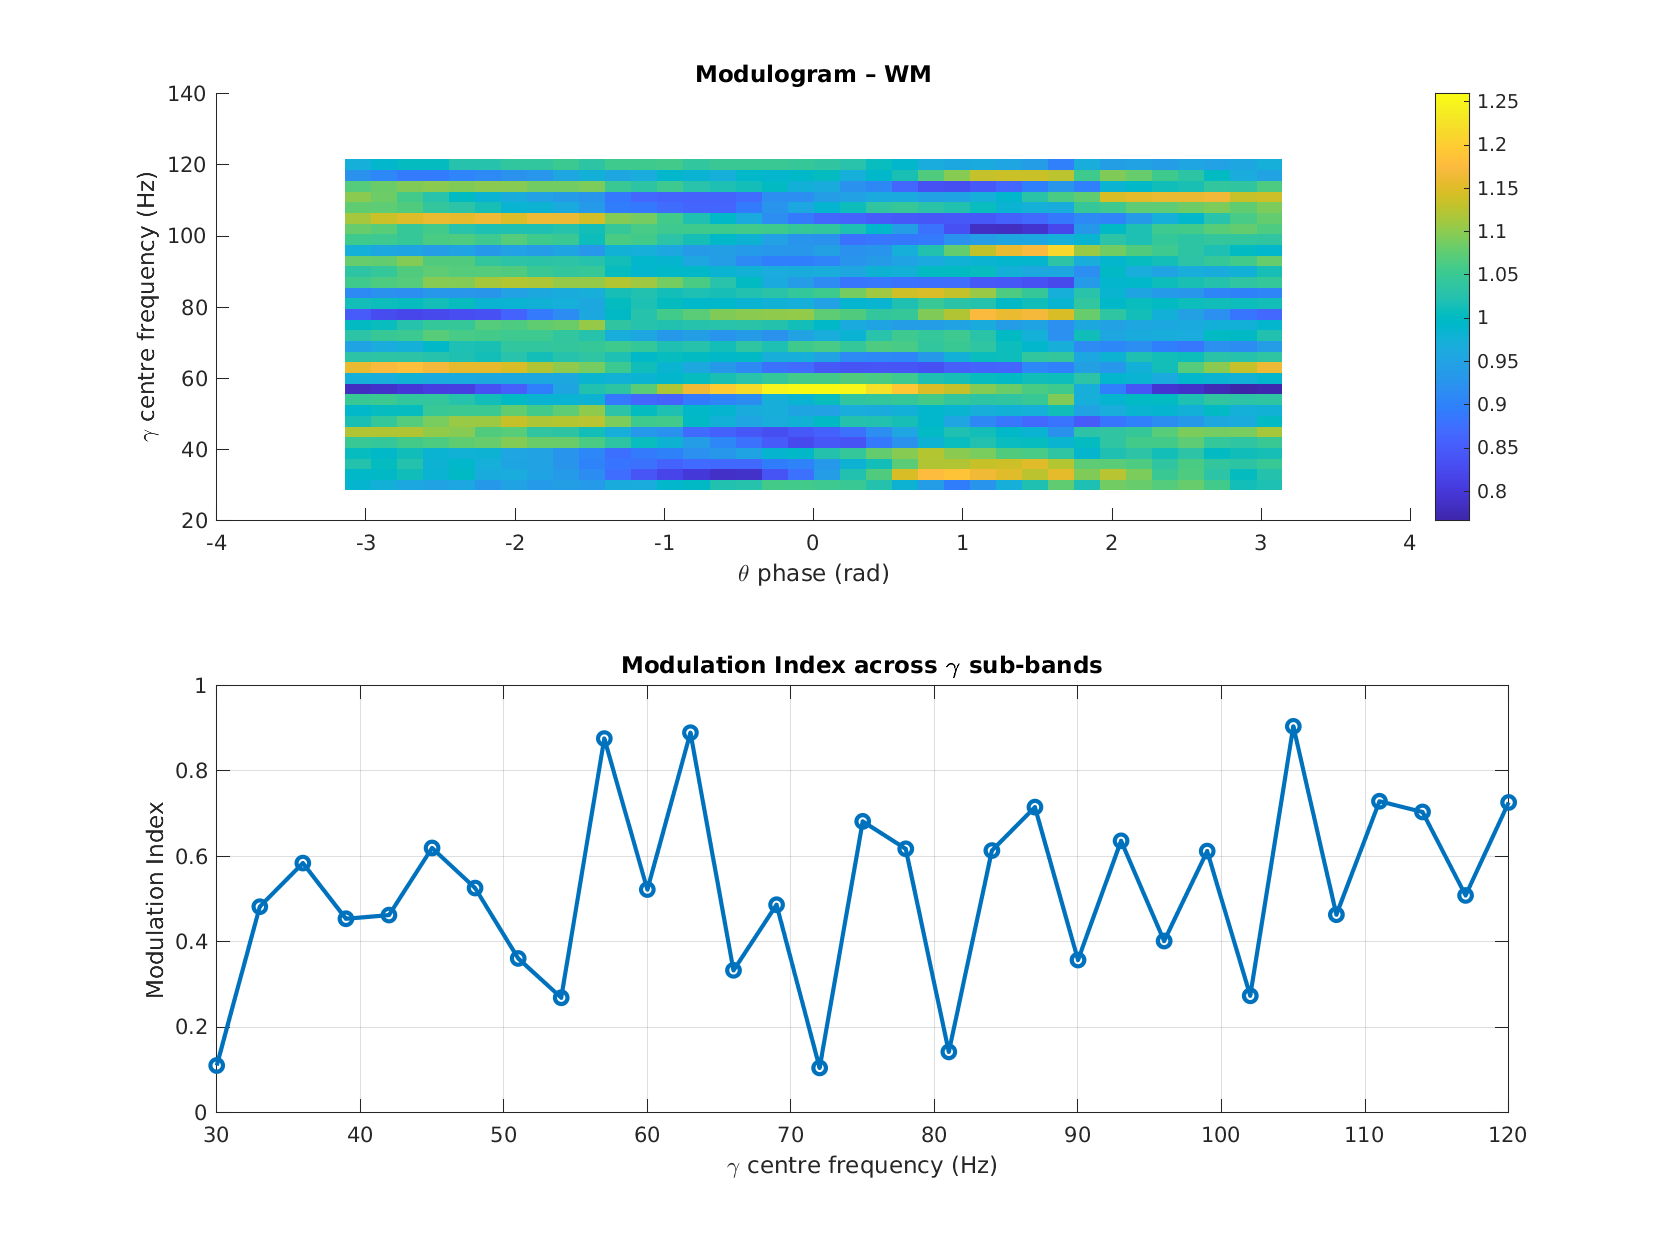 Modulogram – WM
140
120
100
80
60
40
20
γ centre frequency (Hz)
-4 -3 -2 -1 0 1 2 3 4
θ phase (rad)
1.25
1.2
1.15
1.1
1.05
1
0.95
0.9
0.85
0.8
Modulation Index across γ sub-bands
1
0.8
0.6
0.4
0.2
0
Modulation Index
30 40 50 60 70 80 90 100 110 120
γ centre frequency (Hz)